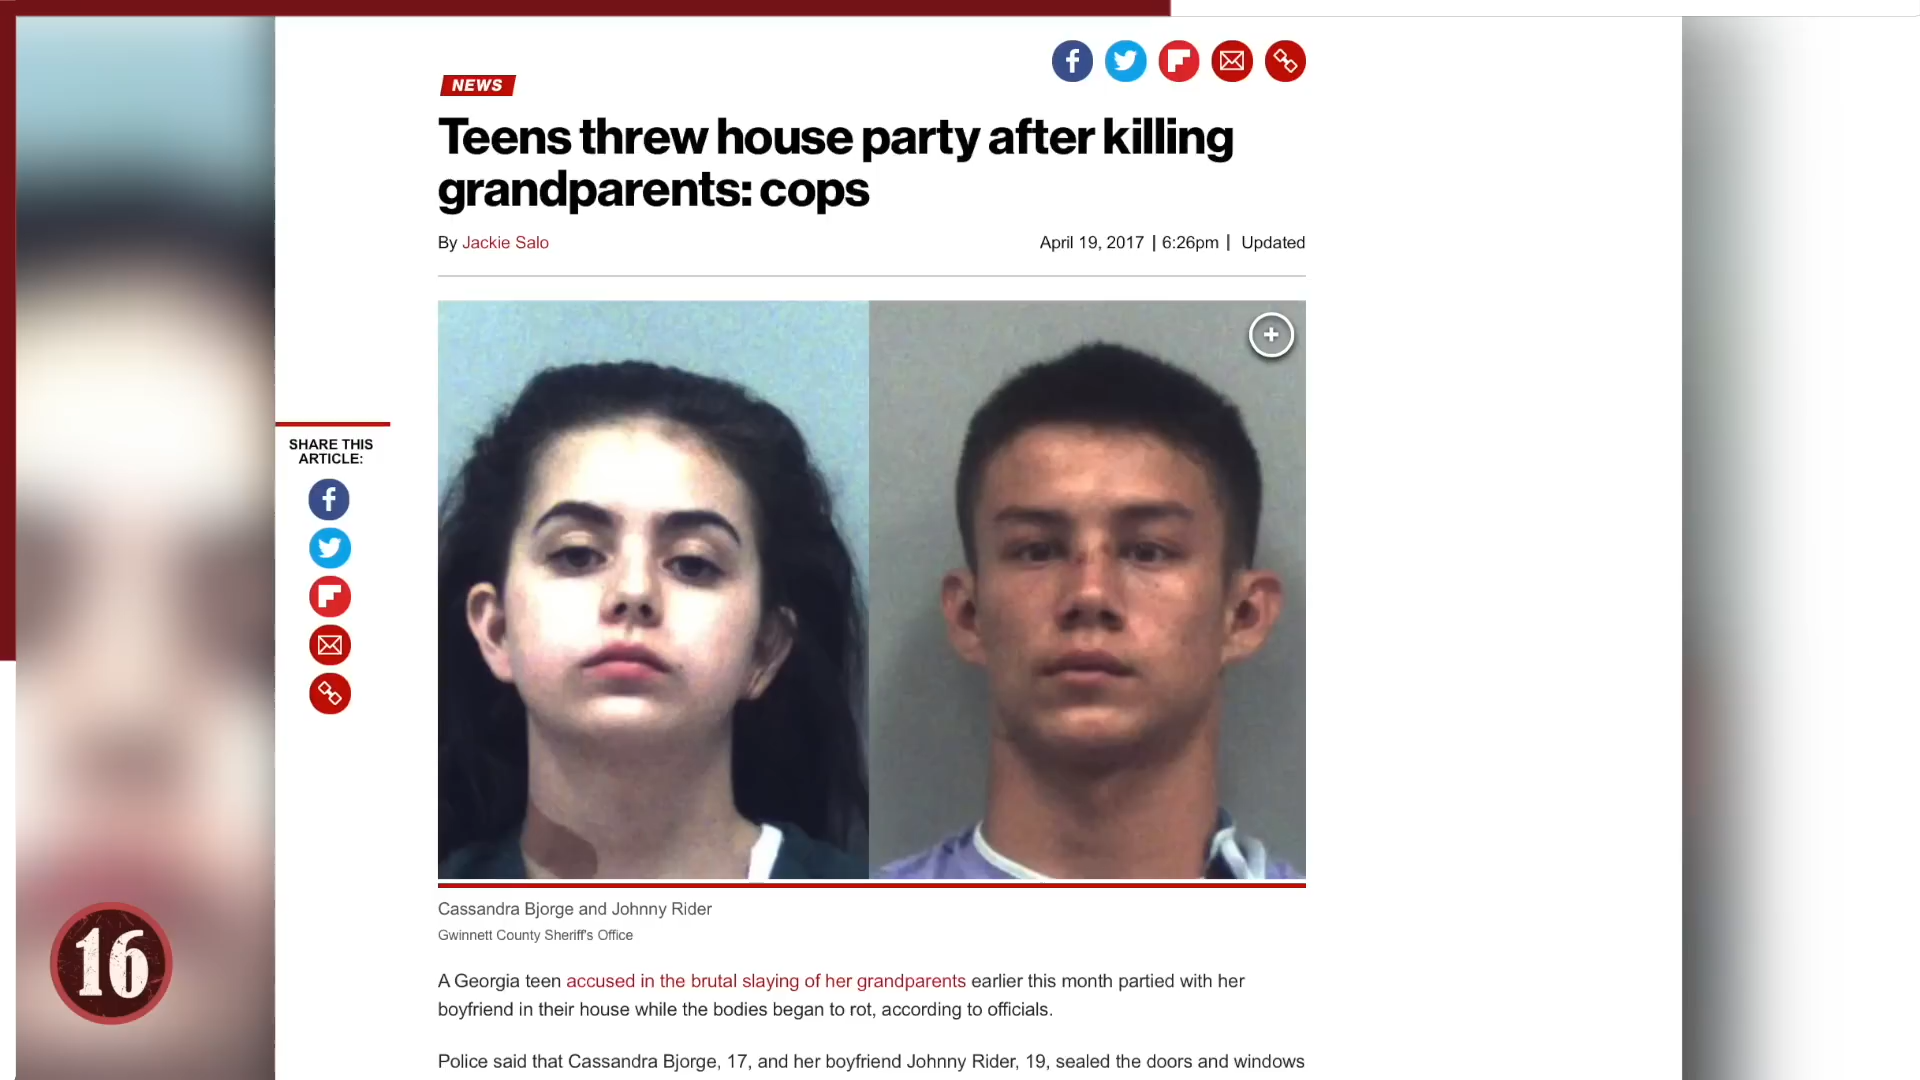 NEWS
Teens threw house party after killing
grandparents: cops
By Jackie Salo
April 19, 2017 | 6:26pm | Updated
SHARE THIS
ARTICLE:
Cassandra Bjorge and Johnny Rider
Gwinnett County Sheriff's Office
A Georgia teen accused in the brutal slaying of her grandparents earlier this month partied with her
boyfriend in their house while the bodies began to rot, according to officials.
Police said that Cassandra Bjorge, 17, and her boyfriend Johnny Rider, 19, sealed the doors and windows
16